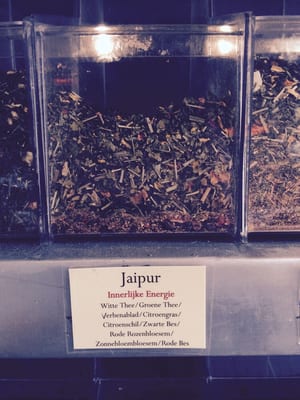 Jaipur
Innerlijke Energie
Witte Thee/Groene Thee/
Verbenablad/Citroengras/
Citroenschil/Zwarte Bes/
Rode Rozenbloesem/
Zonnebloembloesem/Rode Bes